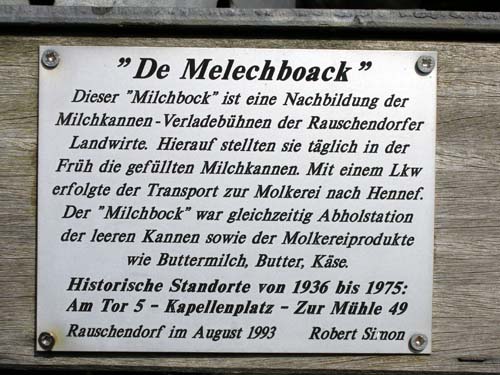 "De Melechboack"
Dieser "Milchbock" ist eine Nachbildung der
Milchkannen-Verladebühnen der Rauschendorfer
Landwirte. Hierauf stellten sie täglich in der
Früh die gefüllten Milchkannen. Mit einem Lkw
erfolgte der Transport zur Molkerei nach Hennef.
Der "Milchbock" war gleichzeitig Abholstation
der leeren Kannen sowie der Molkereiprodukte
wie Buttermilch, Butter, Käse.
Historische Standorte von 1936 bis 1975:
Am Tor 5 - Kapellenplatz - Zur Mühle 49
Rauschendorf im August 1993 Robert Simon